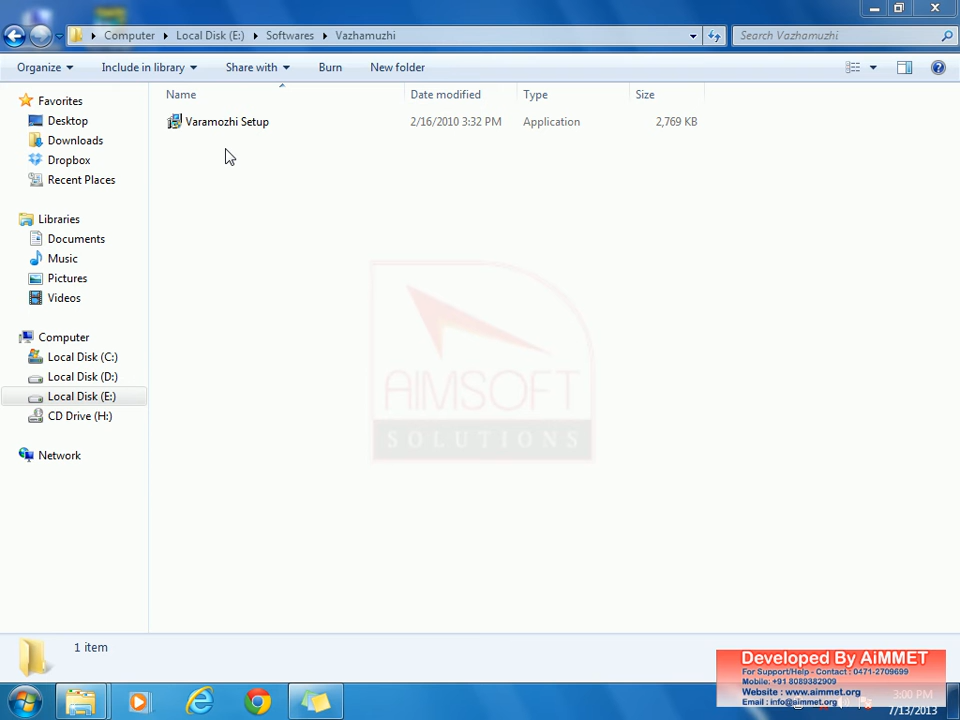 Computer Local Disk (E:) Softwares Vazhamuzhi
Search Vazhamuzhi
Organize Include in library Share with Burn New folder
Name Date modified Type Size
Varamozhi Setup 2/16/2010 3:32 PM Application 2,769 KB
Favorites
Desktop
Downloads
Dropbox
Recent Places
Libraries
Documents
Music
Pictures
Videos
Computer
Local Disk (C:)
Local Disk (D:)
Local Disk (E:)
CD Drive (H:)
Network
AIMSOFT
SOLUTIONS
1 item
Developed By AiMMET
For Support/Help - Contact : 0471-2709699
Mobile: +91 8089382909
Website : www.aimmet.org
Email : info@aimmet.org
3:00 PM
7/13/2013